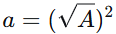 a = (√A)²